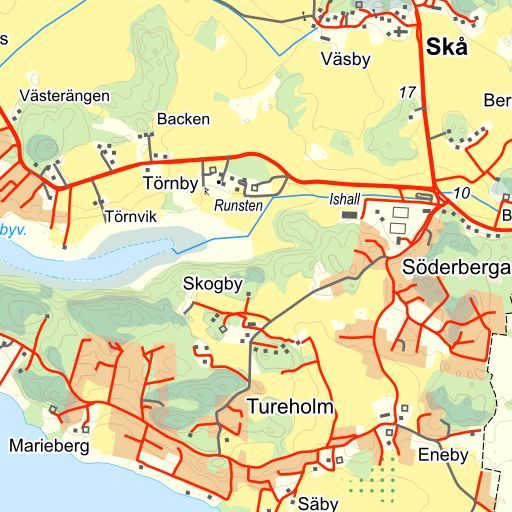 Skå
Väsby
s
17
Västerängen
Ber
Backen
Törnby
Ishall
10
Runsten
Törnvik
B
byv.
Söderberga
Skogby
Tureholm
Marieberg
Eneby
Säby